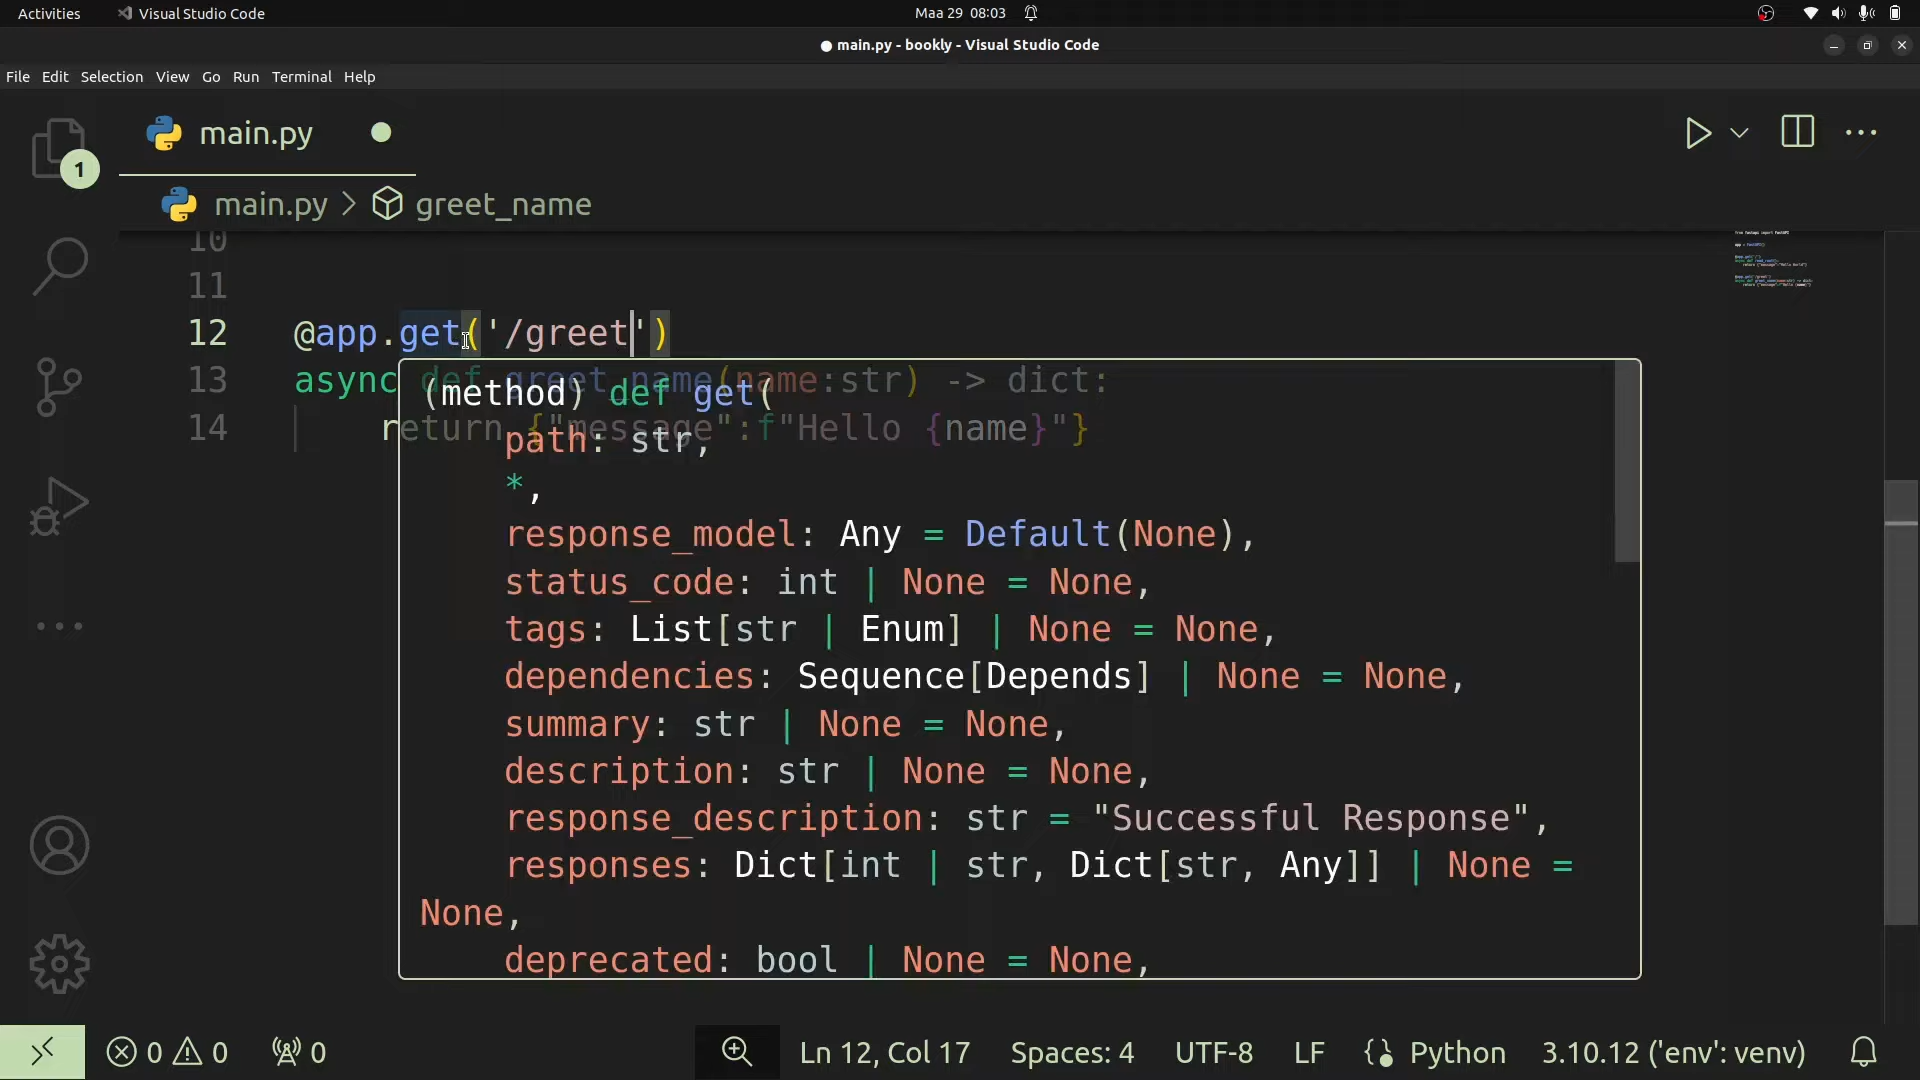 Activities Visual Studio Code Maa 29 08:03
● main.py - bookly - Visual Studio Code
File Edit Selection View Go Run Terminal Help
main.py
1
main.py > greet_name
10
11
12 @app.get('/greet')
13 async def greet_name(name:str) -> dict:
14 return {"message":f"Hello {name}"}
(method) def get(
path: str,
*,
response_model: Any = Default(None),
status_code: int | None = None,
tags: List[str | Enum] | None = None,
dependencies: Sequence[Depends] | None = None,
summary: str | None = None,
description: str | None = None,
response_description: str = "Successful Response",
responses: Dict[int | str, Dict[str, Any]] | None =
None,
deprecated: bool | None = None,
0 0 0 Ln 12, Col 17 Spaces: 4 UTF-8 LF Python 3.10.12 ('env': venv)